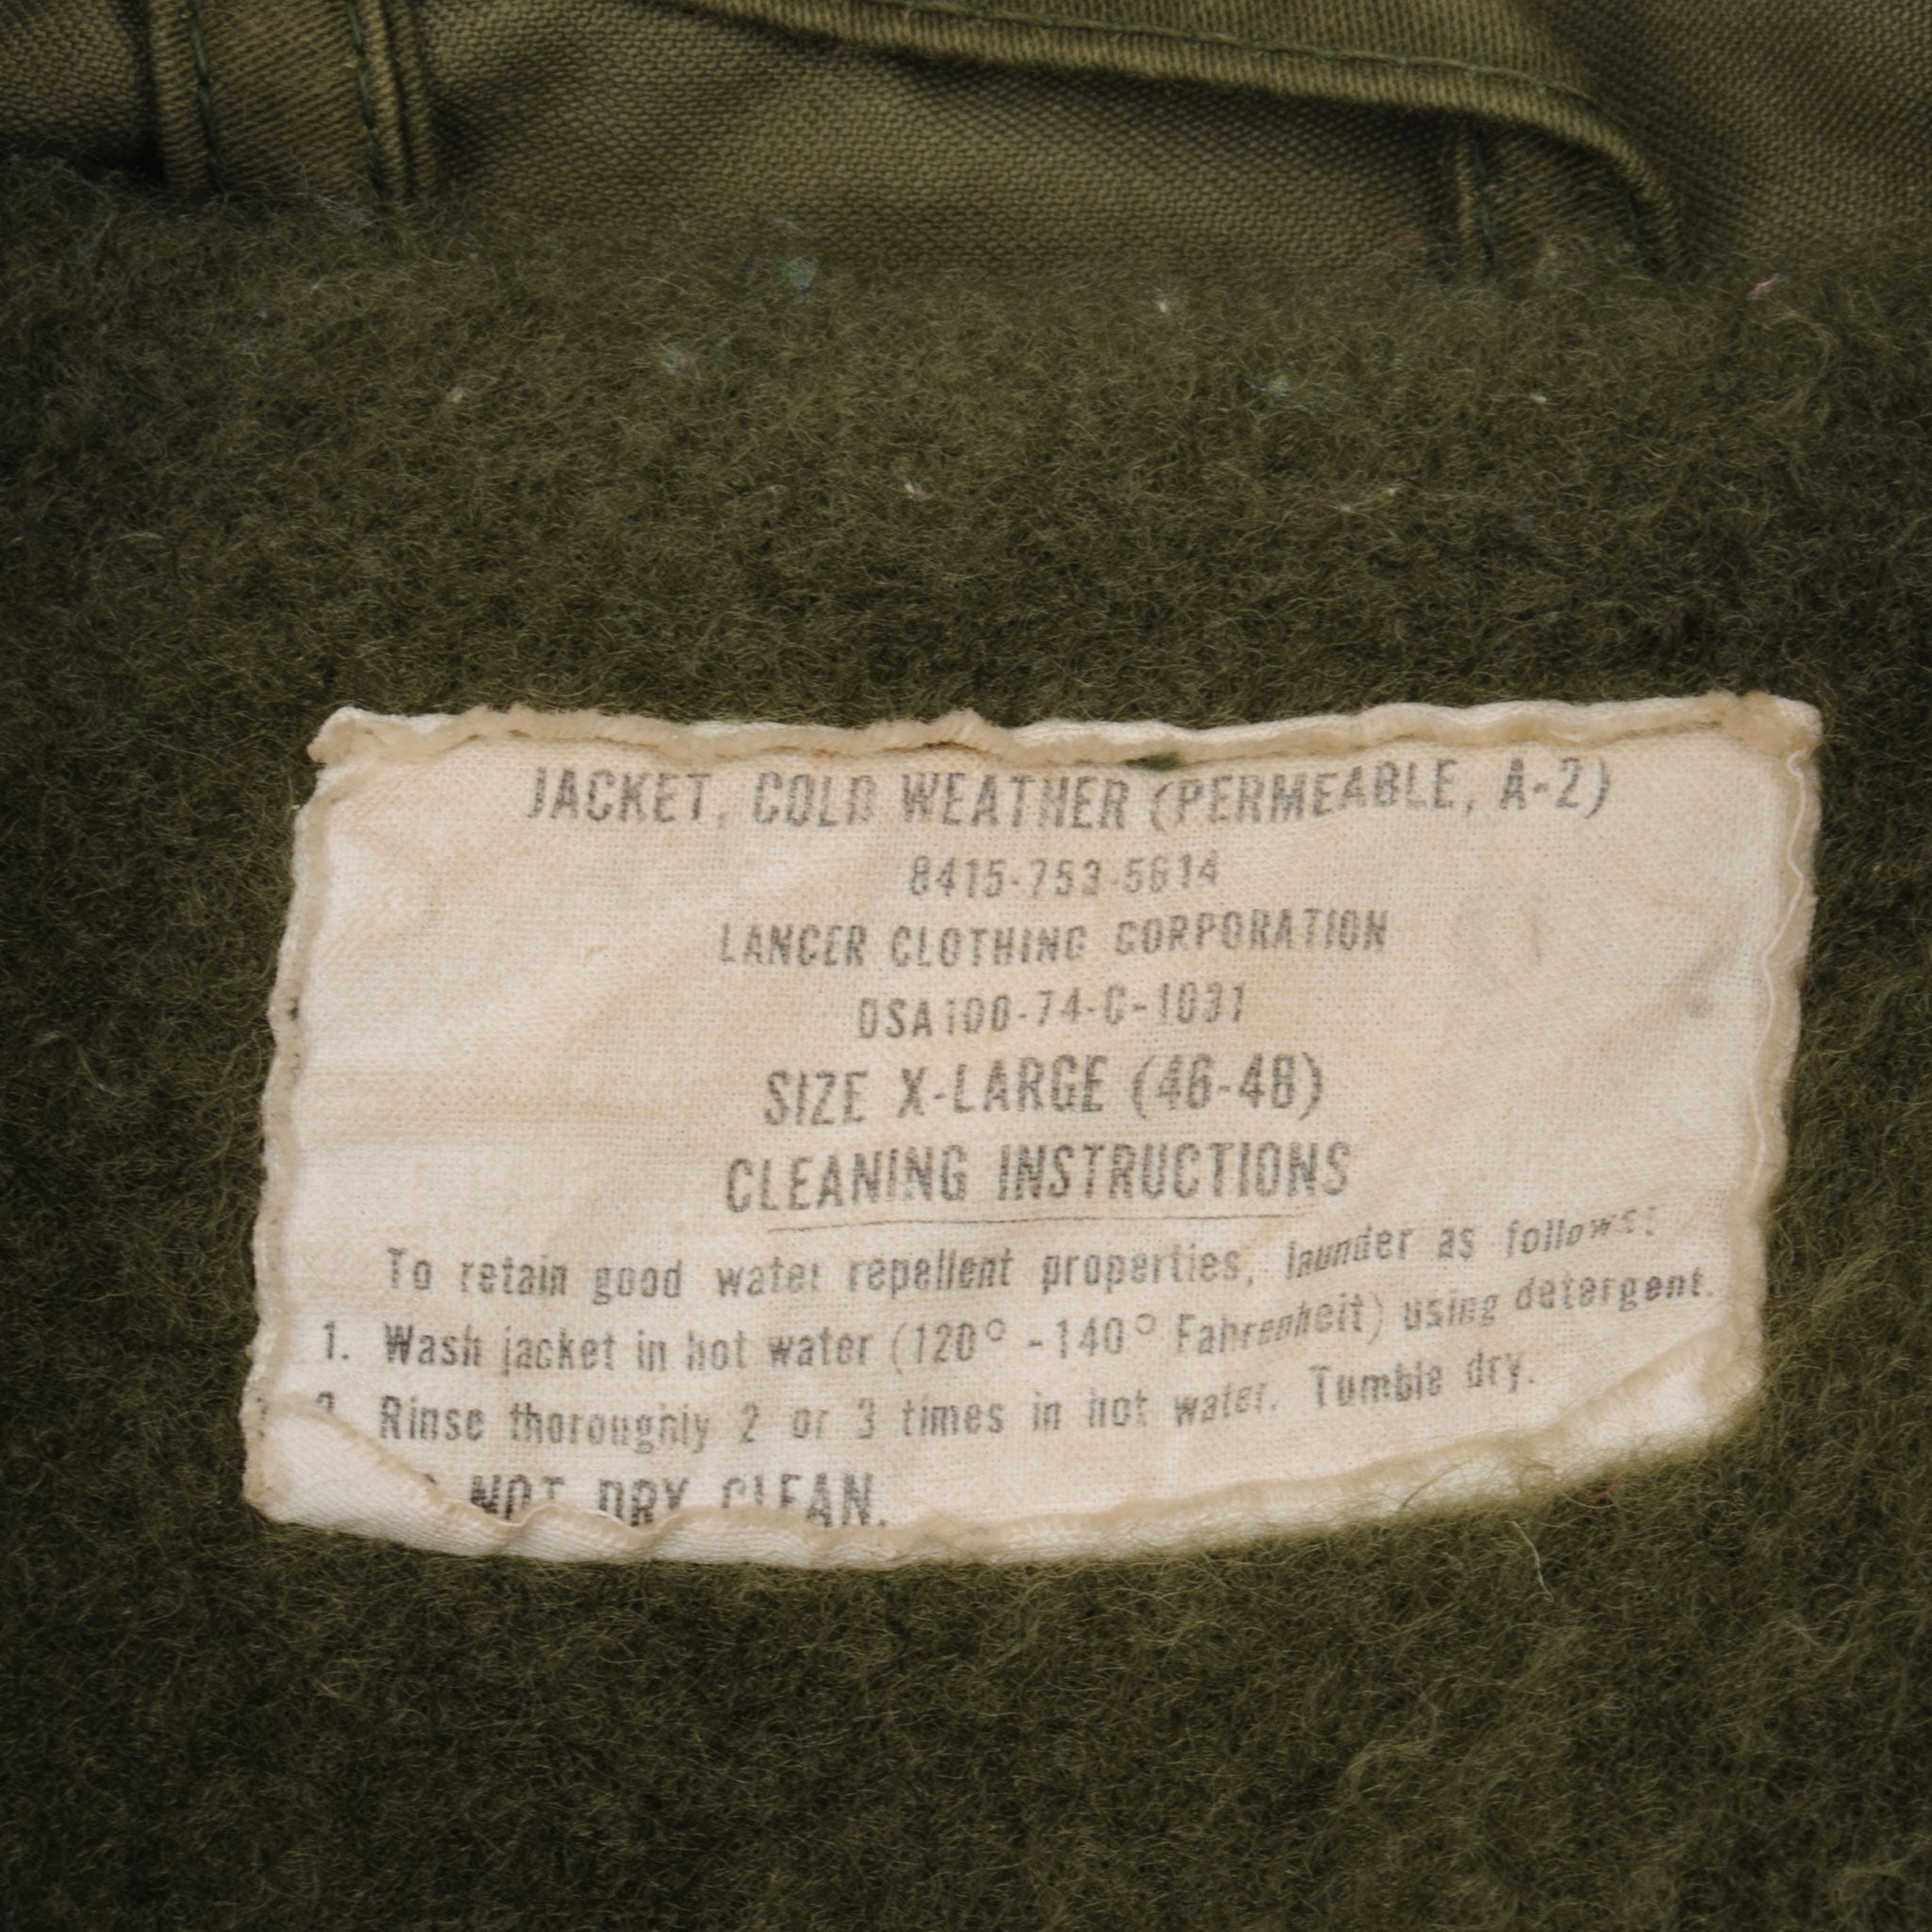 JACKET, COLD WEATHER (PERMEABLE, A-2)
8415-753-5614
LANCER CLOTHING CORPORATION
DSA100-74-C-1031
SIZE X-LARGE (46-48)
CLEANING INSTRUCTIONS
To retain good water repellent properties, launder as follows:
1. Wash jacket in hot water (120° - 140° Fahrenheit) using detergent.
2. Rinse thoroughly 2 or 3 times in hot water. Tumble dry.
NOT DRY CLEAN.